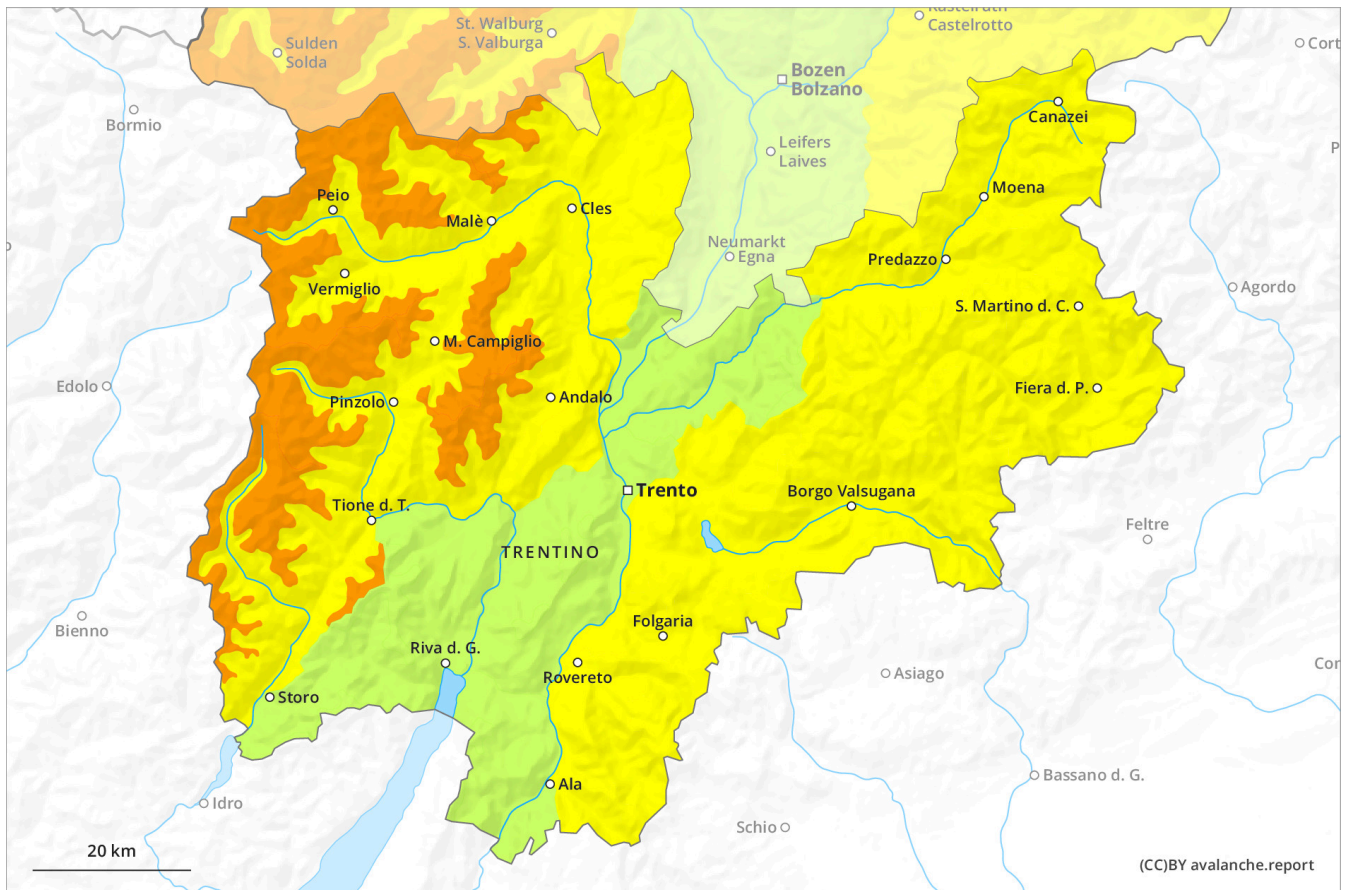 Kastelruth
Castelrotto
St. Walburg
S. Valburga
Sulden
Solda
Cort
Bozen
Bolzano
Bormio
Canazei
Leifers
Laives
Peio
Moena
Malè
Cles
Neumarkt
Egna
Predazzo
Vermiglio
Agordo
S. Martino d. C.
M. Campiglio
Edolo
Fiera d. P.
Pinzolo
Andalo
Trento
Borgo Valsugana
Tione d. T.
Feltre
TRENTINO
Bienno
Folgaria
Riva d. G.
Rovereto
Asiago
Cor
Storo
Bassano d. G.
Ala
Idro
Schio
20 km
(CC)BY avalanche.report